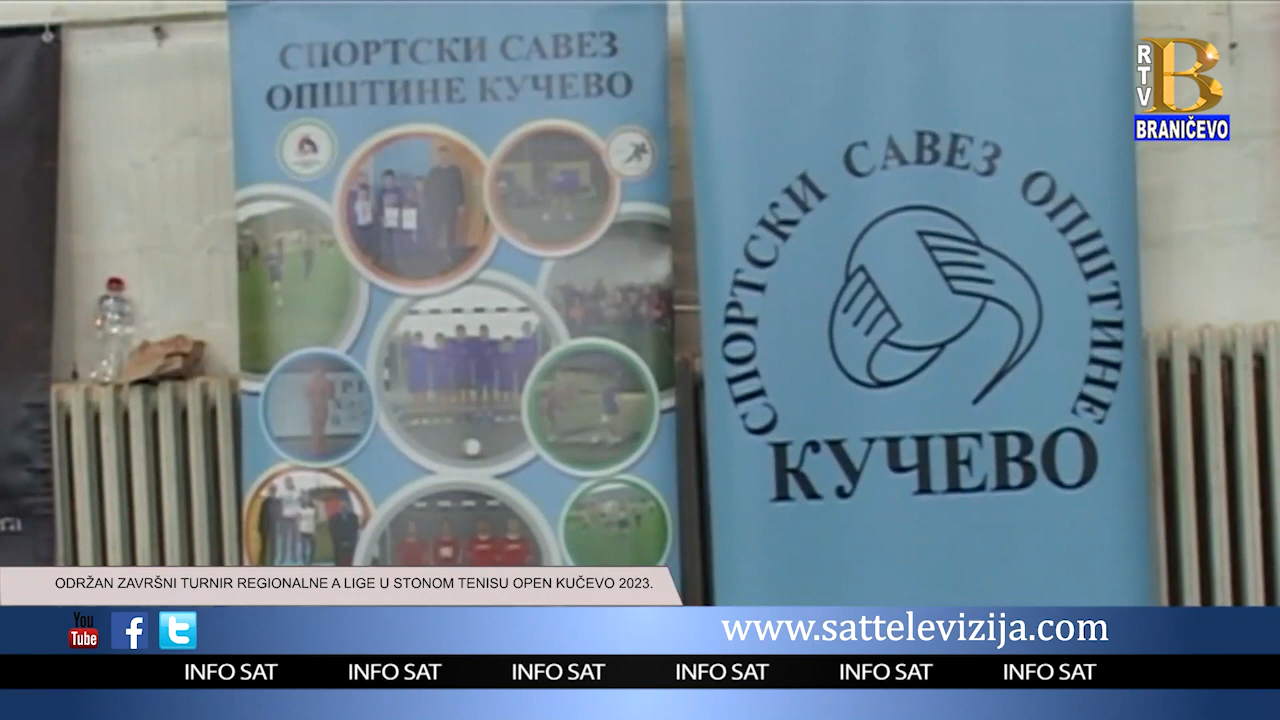 СПОРТСКИ САВЕЗ
ОПШТИНЕ КУЧЕВО
СПОРТСКИ САВЕЗ ОПШТИНЕ
КУЧЕВО
RTV
B
BRANIČEVO
ODRŽAN ZAVRŠNI TURNIR REGIONALNE A LIGE U STONOM TENISU OPEN KUČEVO 2023.
You
Tube
www.sattelevizija.com
INFO SAT INFO SAT INFO SAT INFO SAT INFO SAT INFO SAT